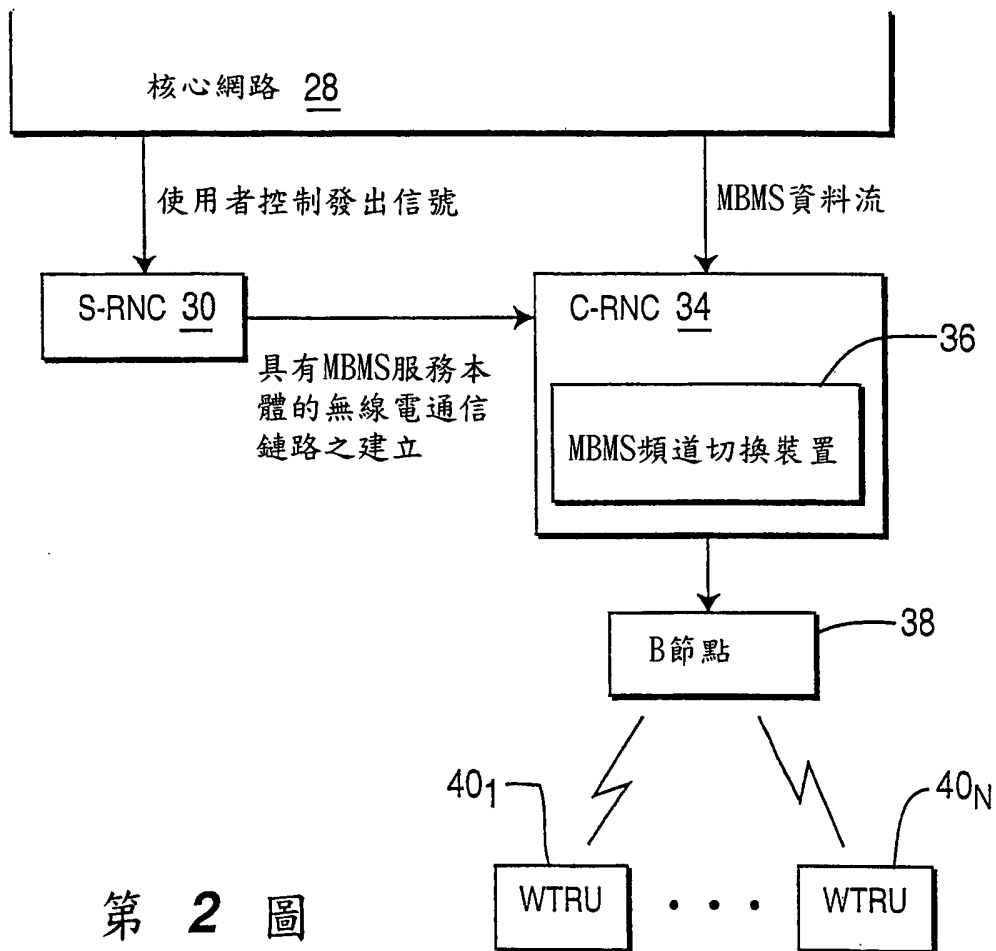 核心網路 28
使用者控制發出信號
MBMS資料流
S-RNC 30
C-RNC 34
36
具有MBMS服務本
體的無線電通信
鏈路之建立
MBMS頻道切換裝置
38
B節點
401
40N
WTRU
• • •
WTRU
第 2 圖